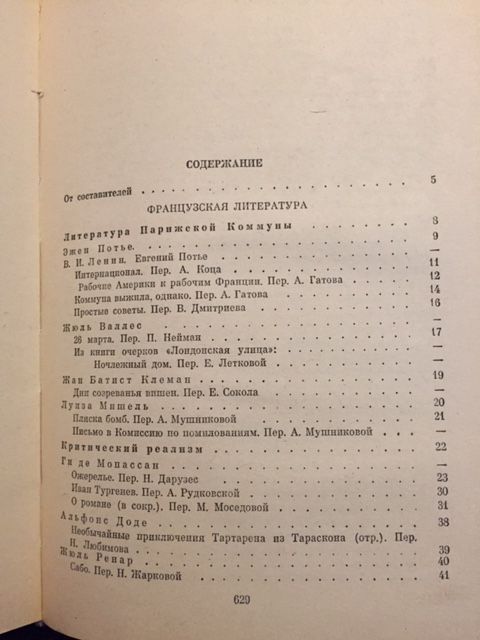 СОДЕРЖАНИЕ
От составителей . . . . . . . . . . . . . . . . 5
ФРАНЦУЗСКАЯ ЛИТЕРАТУРА
Литература Парижской Коммуны . . . . . . . . 8
Эжен Потье. . . . . . . . . . . . . . . . 9
В. И. Ленин. Евгений Потье . . . . . . . . . . —
Интернационал. Пер. А. Коца . . . . . . . . . 11
Рабочие Америки к рабочим Франции. Пер. А. Гатова . . . 12
Коммуна выжила, однако. Пер. А. Гатова . . . . . . 14
Простые советы. Пер. В. Дмитриева . . . . . . . 16
Жюль Валлес . . . . . . . . . . . . . . . —
26 марта. Пер. П. Нейман . . . . . . . . . . 17
Из книги очерков «Лондонская улица»:
Ночлежный дом. Пер. Е. Летковой . . . . . . . —
Жан Батист Клеман . . . . . . . . . . . . 19
Дни созреванья вишен. Пер. Е. Сокола . . . . . . —
Луиза Мишель . . . . . . . . . . . . . . 20
Пляска бомб. Пер. А. Мушниковой . . . . . . . 21
Письмо в Комиссию по помилованиям. Пер. А. Мушниковой . . . —
Критический реализм . . . . . . . . . . . 22
Ги де Мопассан . . . . . . . . . . . . . —
Ожерелье. Пер. Н. Дарузес . . . . . . . . . . 23
Иван Тургенев. Пер. А. Рудковской . . . . . . . 30
О романе (в сокр.). Пер. М. Моседовой . . . . . . 31
Альфонс Доде . . . . . . . . . . . . . . 38
Необычайные приключения Тартарена из Тараскона (отр.). Пер.
Н. Любимова . . . . . . . . . . . . . . 39
Жюль Ренар . . . . . . . . . . . . . . . 40
Сабо. Пер. Н. Жарковой . . . . . . . . . . . 41
629